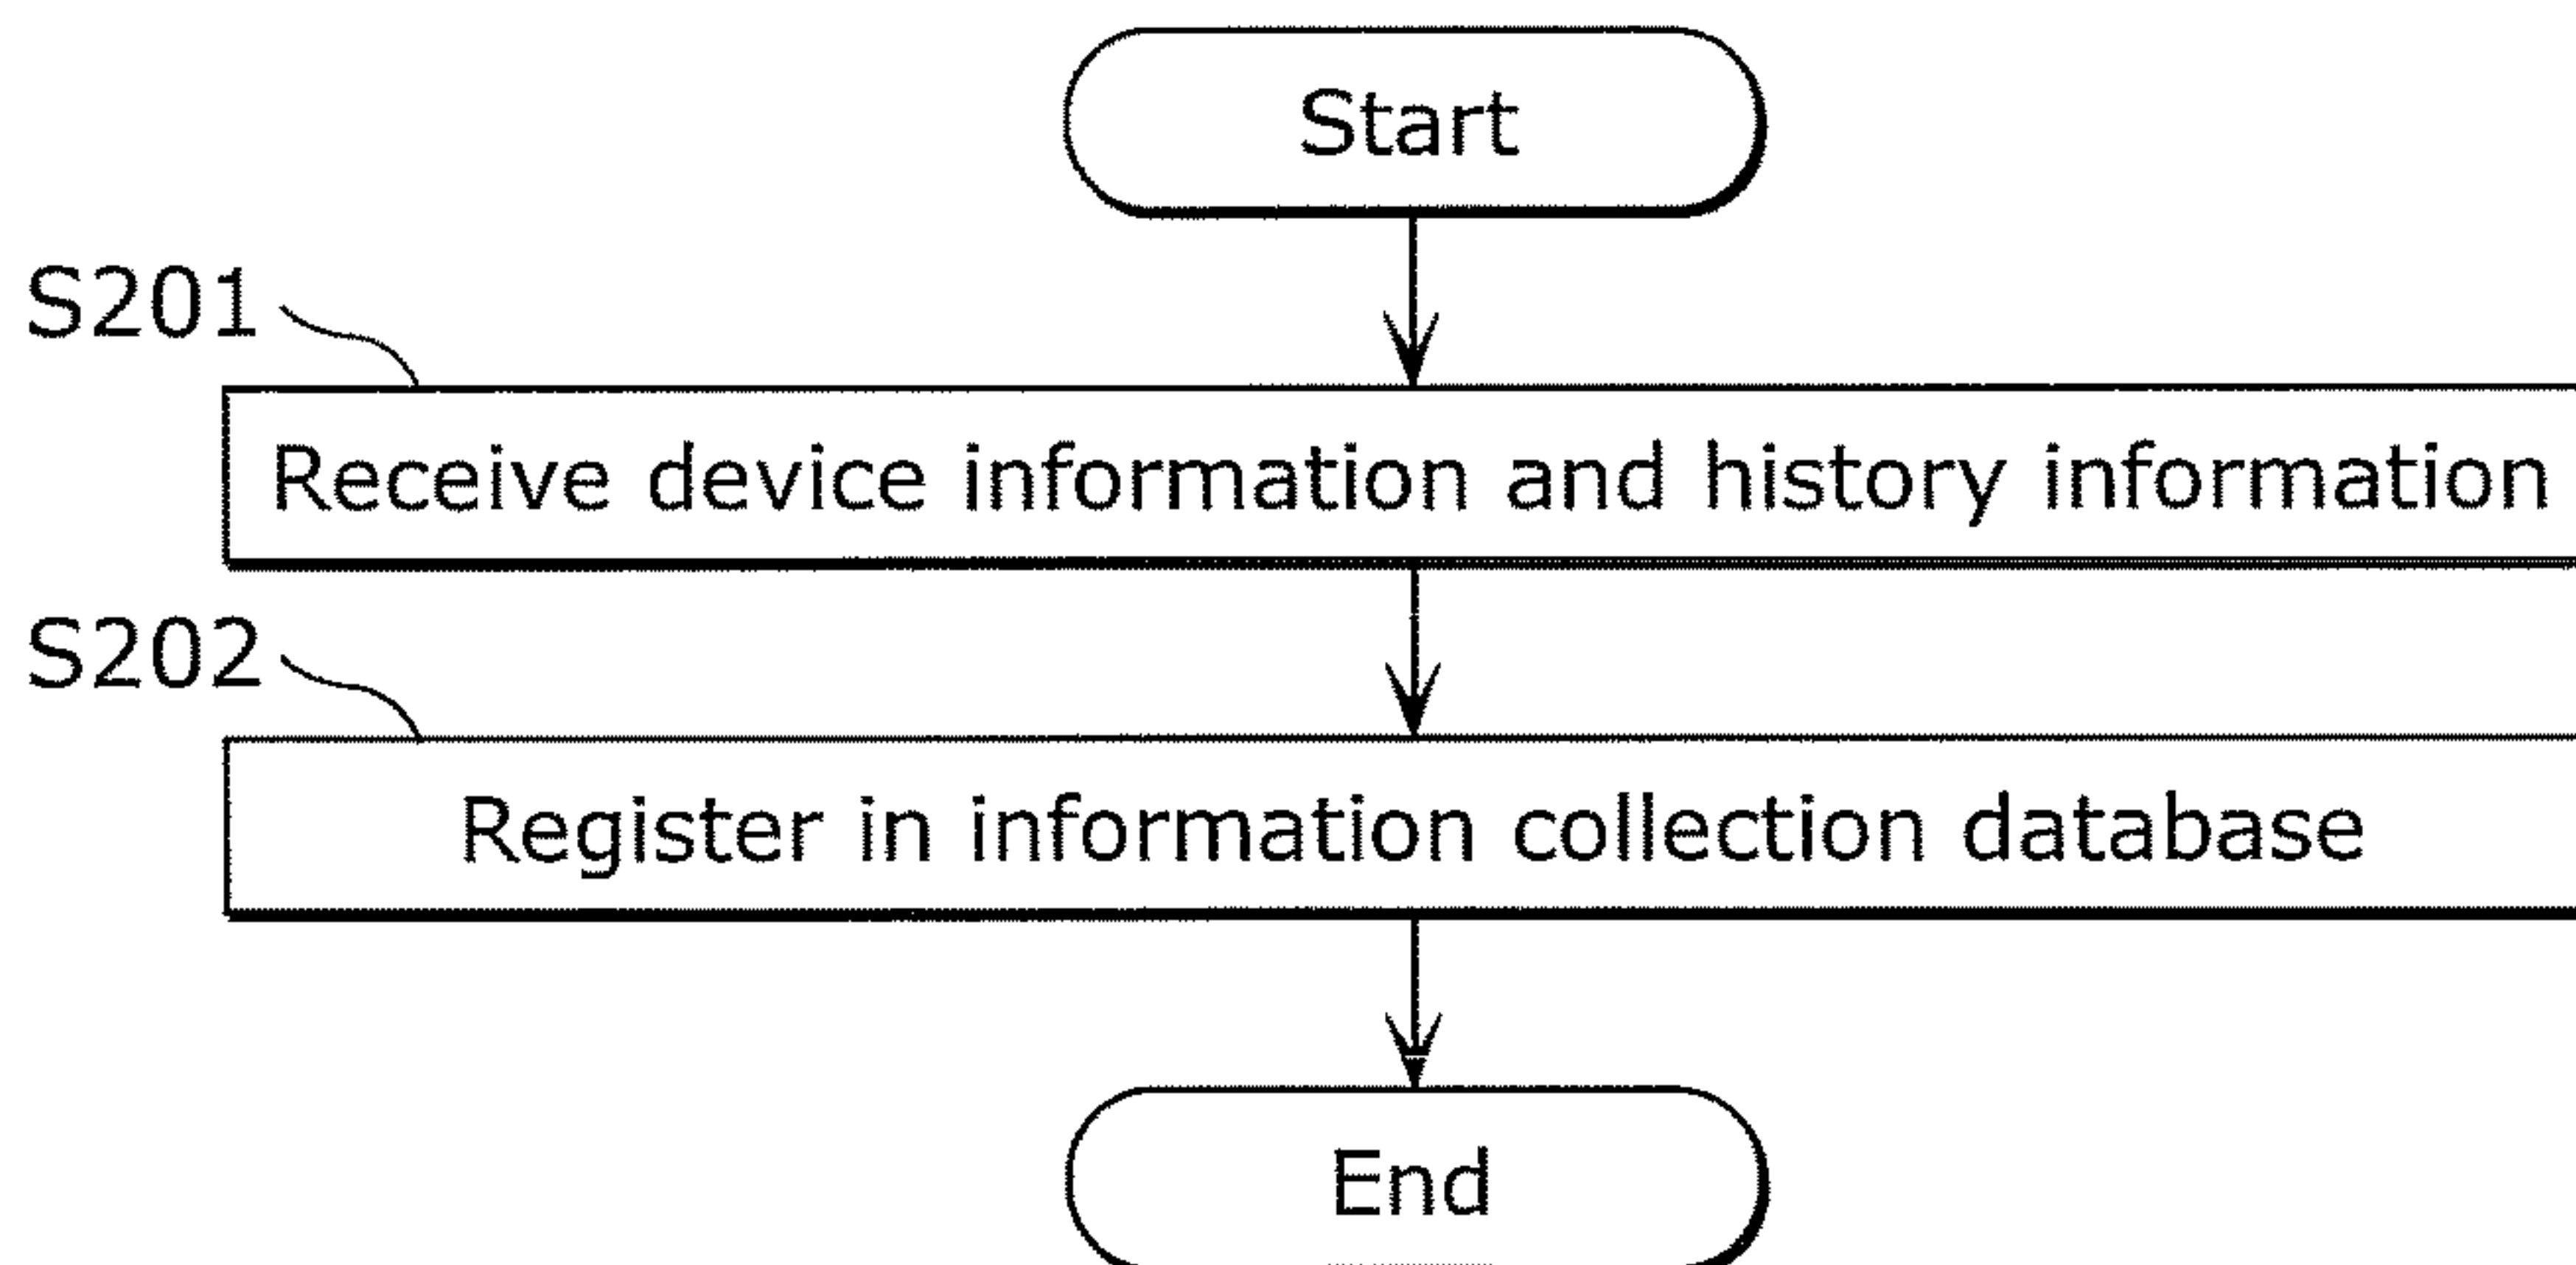 Start
S201
Receive device information and history information
S202
Register in information collection database
End